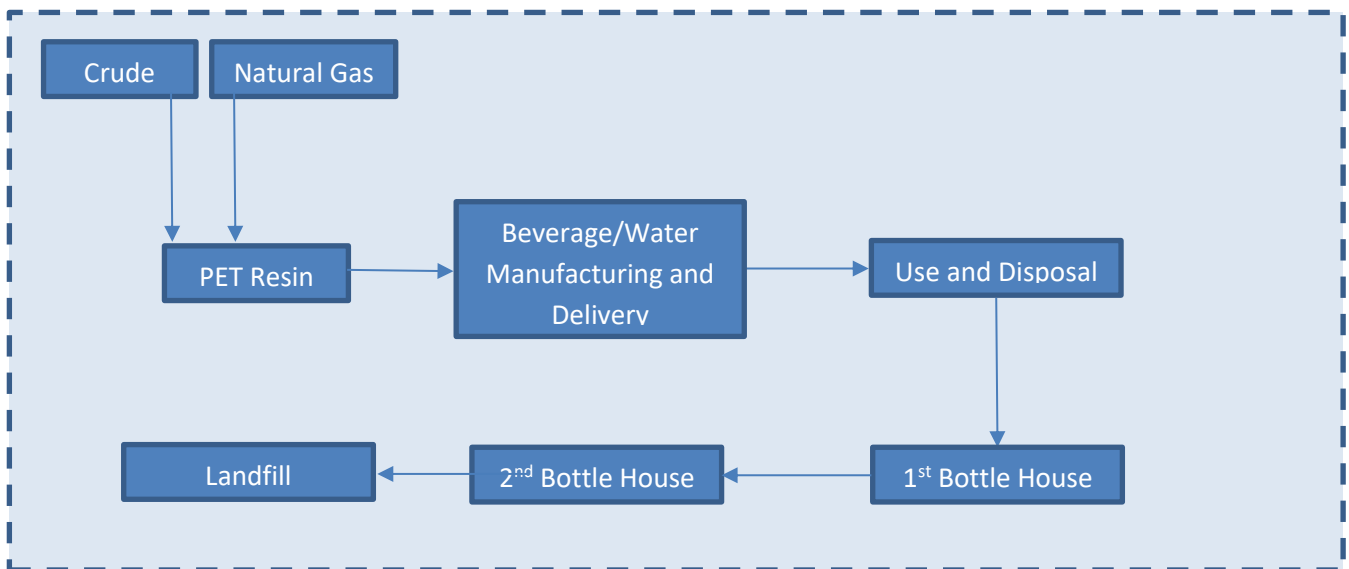 Crude
Natural Gas
PET Resin
Beverage/Water
Manufacturing and
Delivery
Use and Disposal
Landfill
2nd Bottle House
1st Bottle House